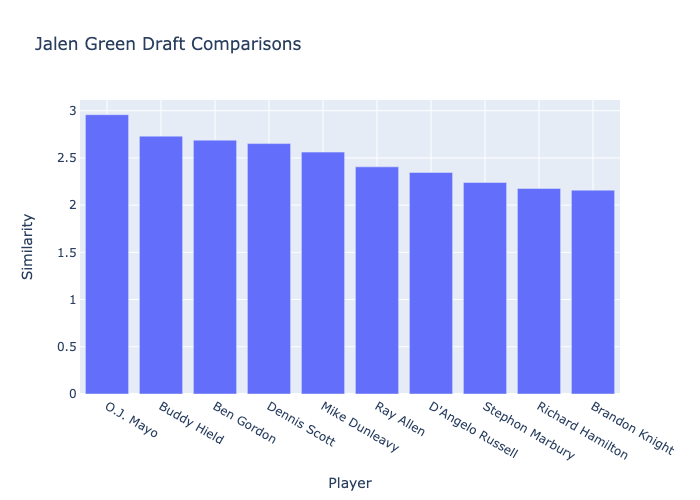 Jalen Green Draft Comparisons
3
2.5
2
1.5
1
0.5
0
Similarity
O.J. Mayo
Buddy Hield
Ben Gordon
Dennis Scott
Mike Dunleavy
Ray Allen
D'Angelo Russell
Stephon Marbury
Richard Hamilton
Brandon Knight
Player